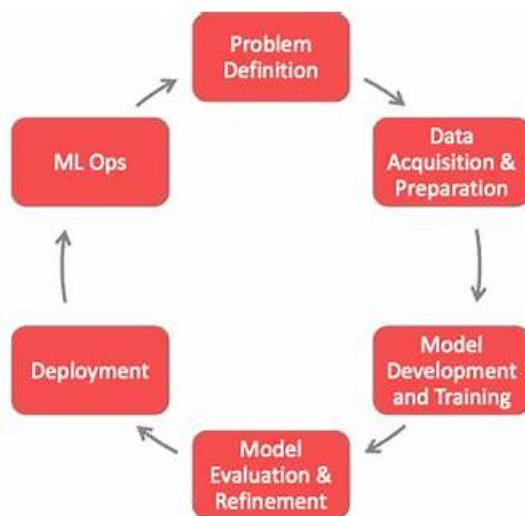 Problem
Definition
Data
Acquisition &
Preparation
Model
Development
and Training
Model
Evaluation &
Refinement
Deployment
ML Ops